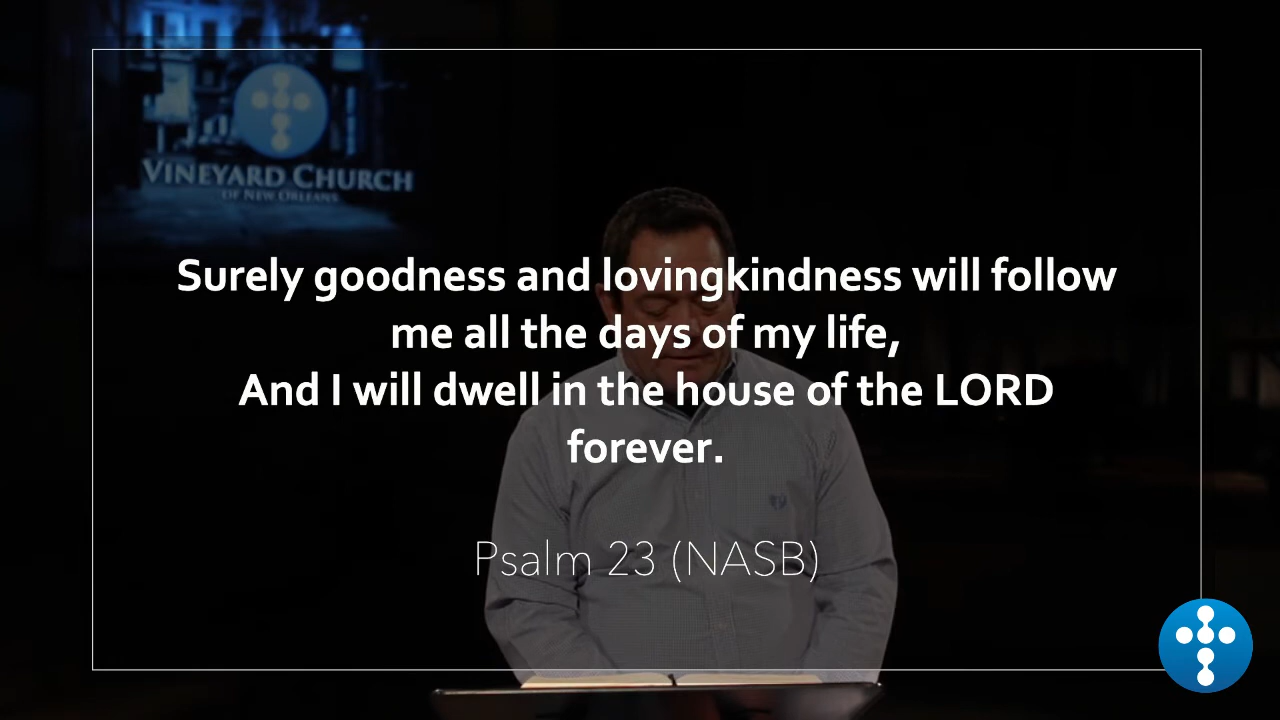 VINEYARD CHURCH
OF NEW ORLEANS
Surely goodness and lovingkindness will follow
me all the days of my life,
And I will dwell in the house of the LORD
forever.
Psalm 23 (NASB)